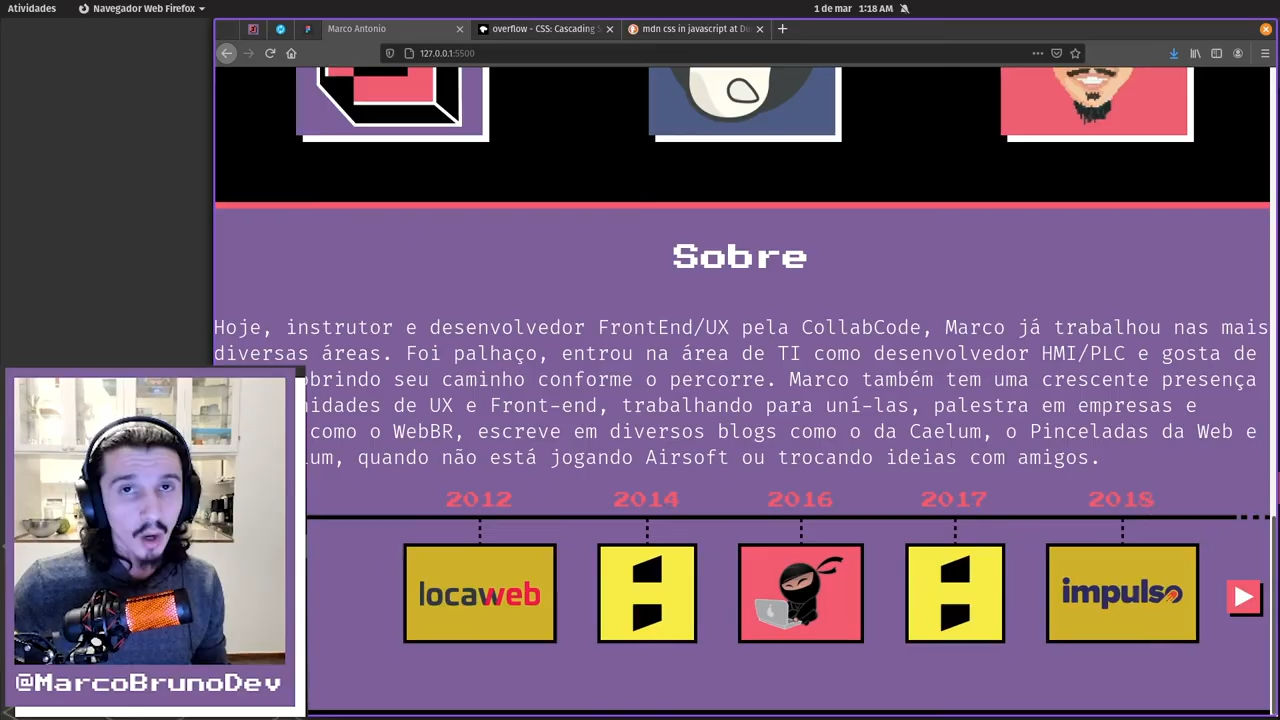 Atividades
Navegador Web Firefox
1 de mar 1:18 AM
Marco Antonio
overflow - CSS: Cascading S
mdn css in javascript at Du
127.0.0.1:5500
Sobre
Hoje, instrutor e desenvolvedor FrontEnd/UX pela CollabCode, Marco já trabalhou nas mais
diversas áreas. Foi palhaço, entrou na área de TI como desenvolvedor HMI/PLC e gosta de
obrindo seu caminho conforme o percorre. Marco também tem uma crescente presença
nidades de UX e Front-end, trabalhando para uní-las, palestra em empresas e
como o WebBR, escreve em diversos blogs como o da Caelum, o Pinceladas da Web e
um, quando não está jogando Airsoft ou trocando ideias com amigos.
2012 2014 2016 2017 2018
locaweb
impulso
@MarcoBrunoDev